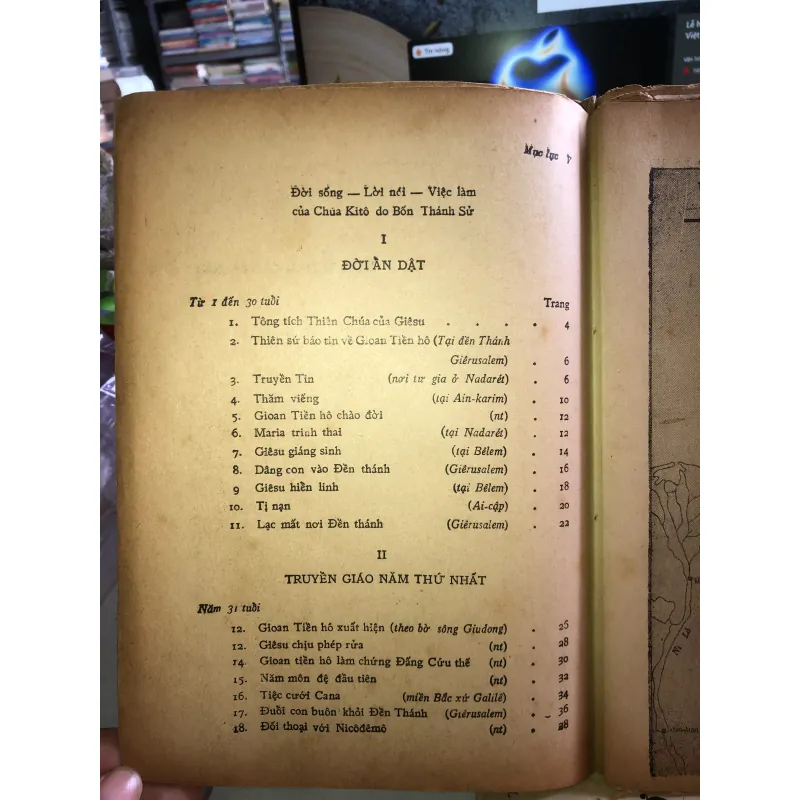 Tìm kiếm
Mục lục V
Đời sống — Lời nói — Việc làm
của Chúa Kitô do Bốn Thánh Sử
I
ĐỜI ẨN DẬT
Từ 1 đến 30 tuổi Trang
1. Tông tích Thiên Chúa của Giêsu . . . . 4
2. Thiên sứ báo tin về Gioan Tiền hô (Tại đền Thánh
Giêrusalem) . 6
3. Truyền Tin (nơi tư gia ở Nadarét) . 6
4. Thăm viếng (tại Ain-karim) . 10
5. Gioan Tiền hô chào đời (nt) . 12
6. Maria trinh thai (tại Nadarét) . 12
7. Giêsu giáng sinh (tại Bêlem) . 14
8. Dâng con vào Đền thánh (Giêrusalem) . 16
9 Giêsu hiển linh (tại Bêlem) . 18
10. Tị nạn (Ai-cập) . 20
11. Lạc mất nơi Đền thánh (Giêrusalem) . 22
II
TRUYỀN GIÁO NĂM THỨ NHẤT
Năm 31 tuổi
12. Gioan Tiền hô xuất hiện (theo bờ sông Giudong) . 26
12. Giêsu chịu phép rửa (nt) . 28
14. Gioan tiền hô làm chứng Đấng Cứu thế (nt) . 30
15. Năm môn đệ đầu tiên (nt) . 32
16. Tiệc cưới Cana (miền Bắc xứ Galilê) . 34
17. Đuổi con buôn khỏi Đền Thánh (Giêrusalem) . 36
18. Đối thoại với Nicôđêmô (nt) . 38